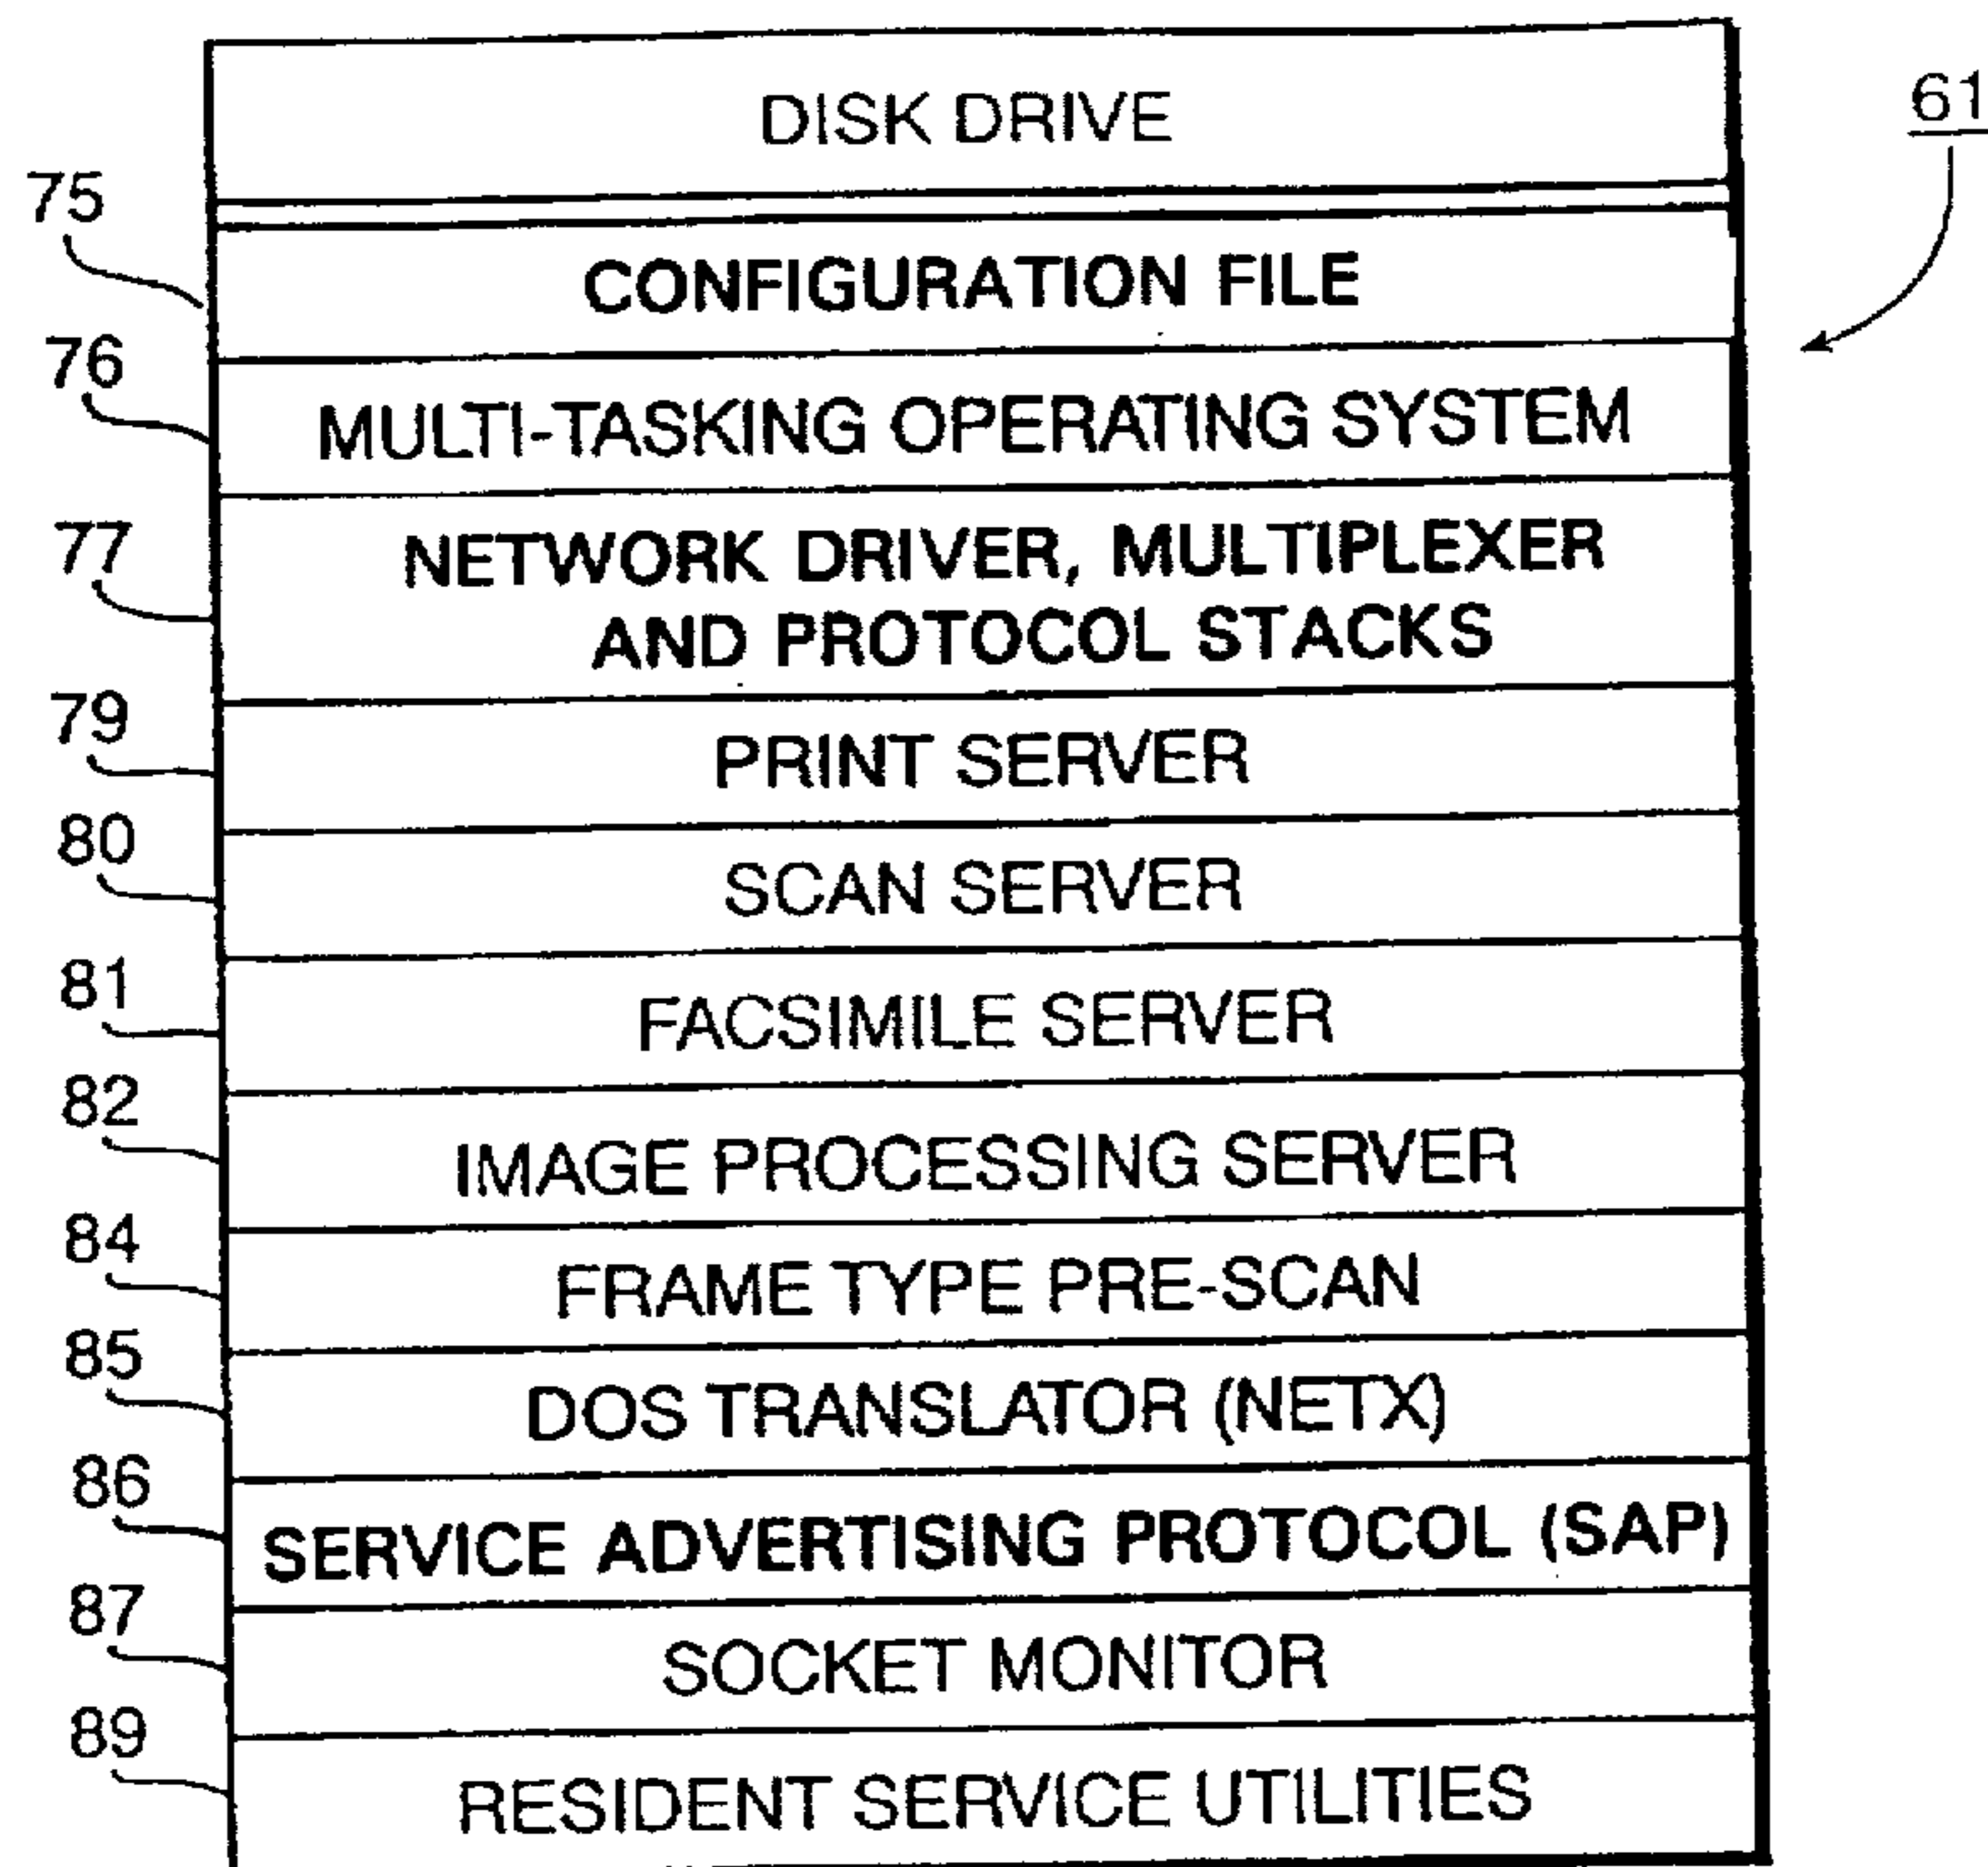 DISK DRIVE
61
75
CONFIGURATION FILE
76
MULTI-TASKING OPERATING SYSTEM
77
NETWORK DRIVER, MULTIPLEXER
AND PROTOCOL STACKS
79
PRINT SERVER
80
SCAN SERVER
81
FACSIMILE SERVER
82
IMAGE PROCESSING SERVER
84
FRAME TYPE PRE-SCAN
85
DOS TRANSLATOR (NETX)
86
SERVICE ADVERTISING PROTOCOL (SAP)
87
SOCKET MONITOR
89
RESIDENT SERVICE UTILITIES